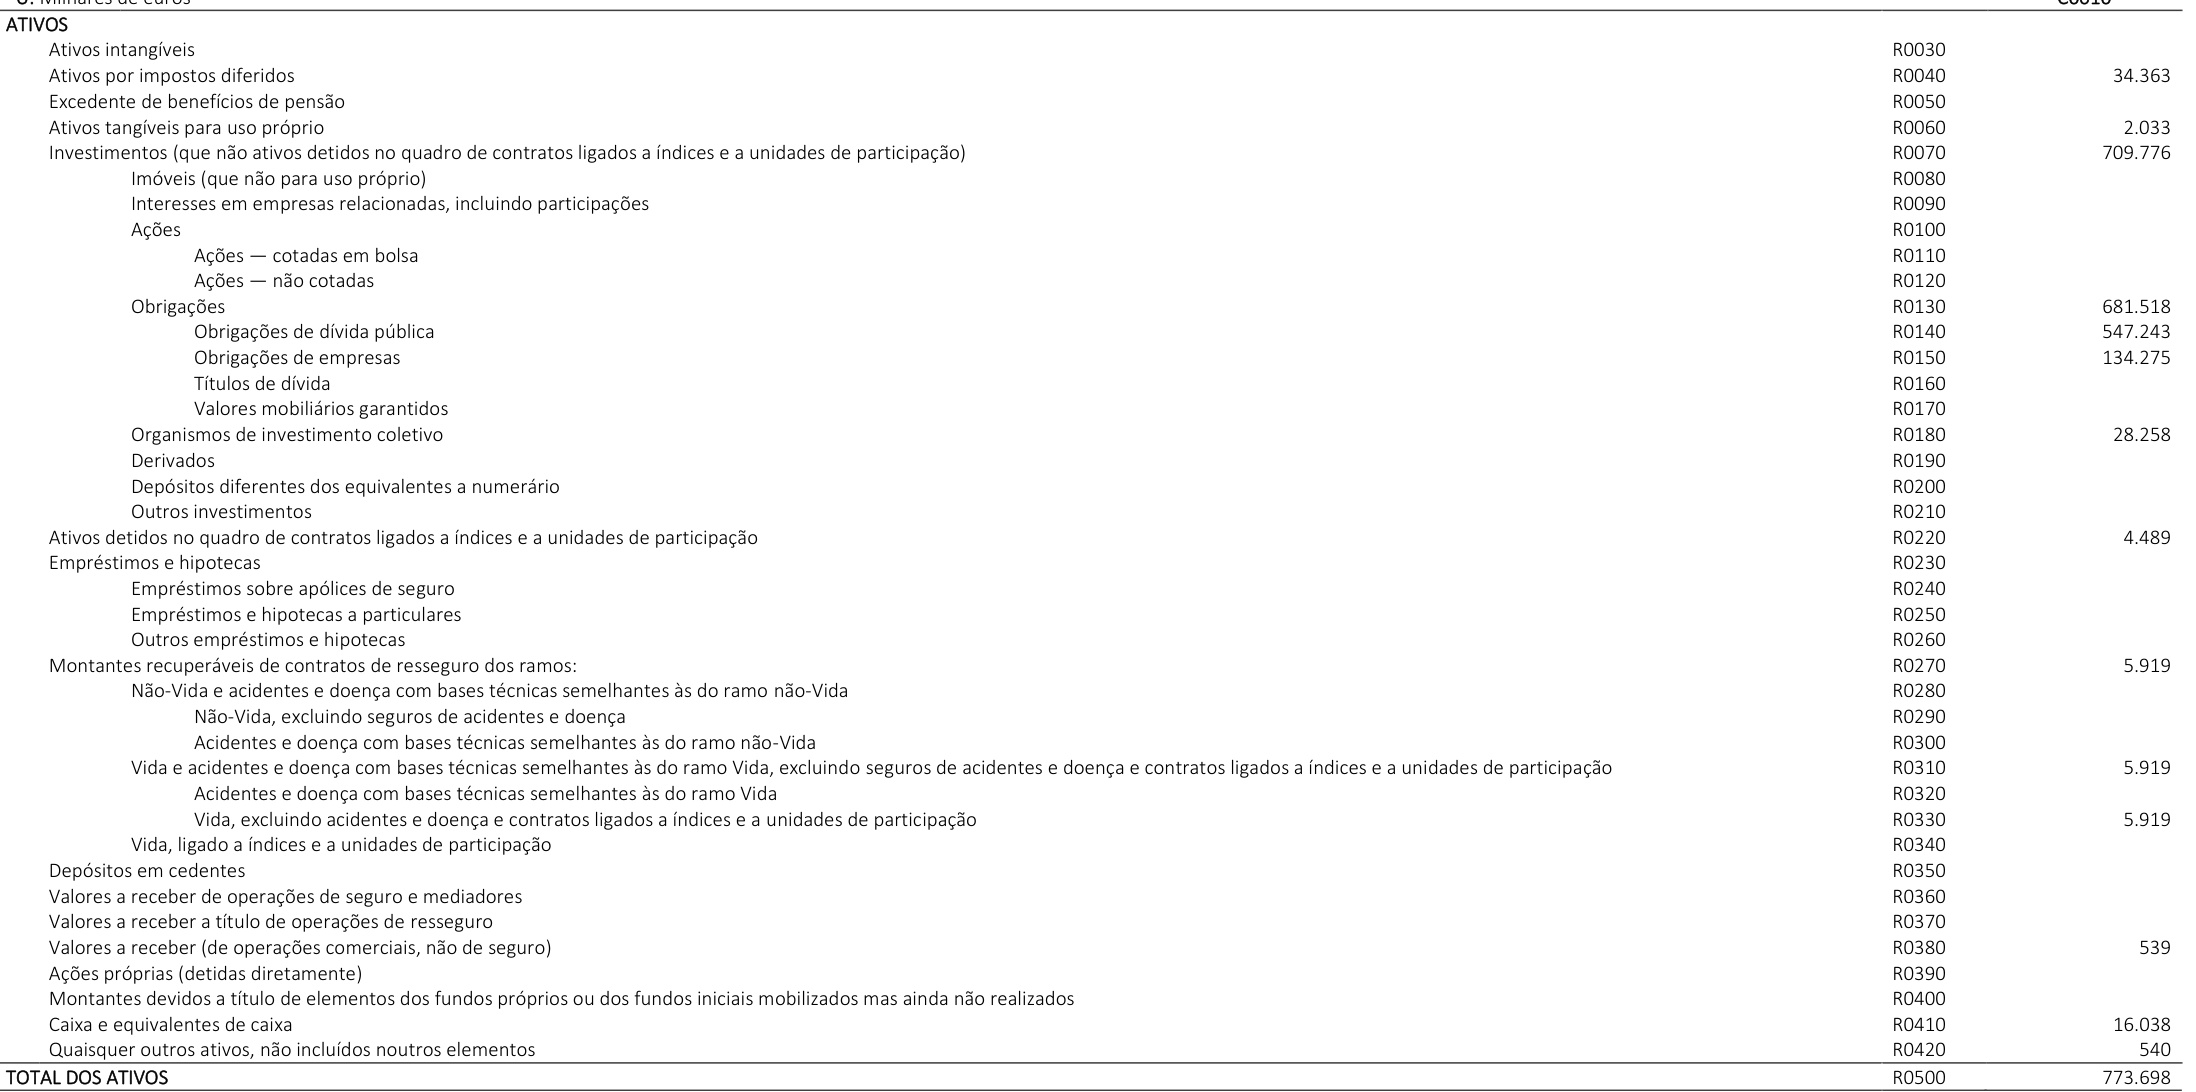 Milhares de euros C0010
ATIVOS
Ativos intangíveis R0030
Ativos por impostos diferidos R0040 34.363
Excedente de benefícios de pensão R0050
Ativos tangíveis para uso próprio R0060 2.033
Investimentos (que não ativos detidos no quadro de contratos ligados a índices e a unidades de participação) R0070 709.776
Imóveis (que não para uso próprio) R0080
Interesses em empresas relacionadas, incluindo participações R0090
Ações R0100
Ações — cotadas em bolsa R0110
Ações — não cotadas R0120
Obrigações R0130 681.518
Obrigações de dívida pública R0140 547.243
Obrigações de empresas R0150 134.275
Títulos de dívida R0160
Valores mobiliários garantidos R0170
Organismos de investimento coletivo R0180 28.258
Derivados R0190
Depósitos diferentes dos equivalentes a numerário R0200
Outros investimentos R0210
Ativos detidos no quadro de contratos ligados a índices e a unidades de participação R0220 4.489
Empréstimos e hipotecas R0230
Empréstimos sobre apólices de seguro R0240
Empréstimos e hipotecas a particulares R0250
Outros empréstimos e hipotecas R0260
Montantes recuperáveis de contratos de resseguro dos ramos: R0270 5.919
Não-Vida e acidentes e doença com bases técnicas semelhantes às do ramo não-Vida R0280
Não-Vida, excluindo seguros de acidentes e doença R0290
Acidentes e doença com bases técnicas semelhantes às do ramo não-Vida R0300
Vida e acidentes e doença com bases técnicas semelhantes às do ramo Vida, excluindo seguros de acidentes e doença e contratos ligados a índices e a unidades de participação R0310 5.919
Acidentes e doença com bases técnicas semelhantes às do ramo Vida R0320
Vida, excluindo acidentes e doença e contratos ligados a índices e a unidades de participação R0330 5.919
Vida, ligado a índices e a unidades de participação R0340
Depósitos em cedentes R0350
Valores a receber de operações de seguro e mediadores R0360
Valores a receber a título de operações de resseguro R0370
Valores a receber (de operações comerciais, não de seguro) R0380 539
Ações próprias (detidas diretamente) R0390
Montantes devidos a título de elementos dos fundos próprios ou dos fundos iniciais mobilizados mas ainda não realizados R0400
Caixa e equivalentes de caixa R0410 16.038
Quaisquer outros ativos, não incluídos noutros elementos R0420 540
TOTAL DOS ATIVOS R0500 773.698